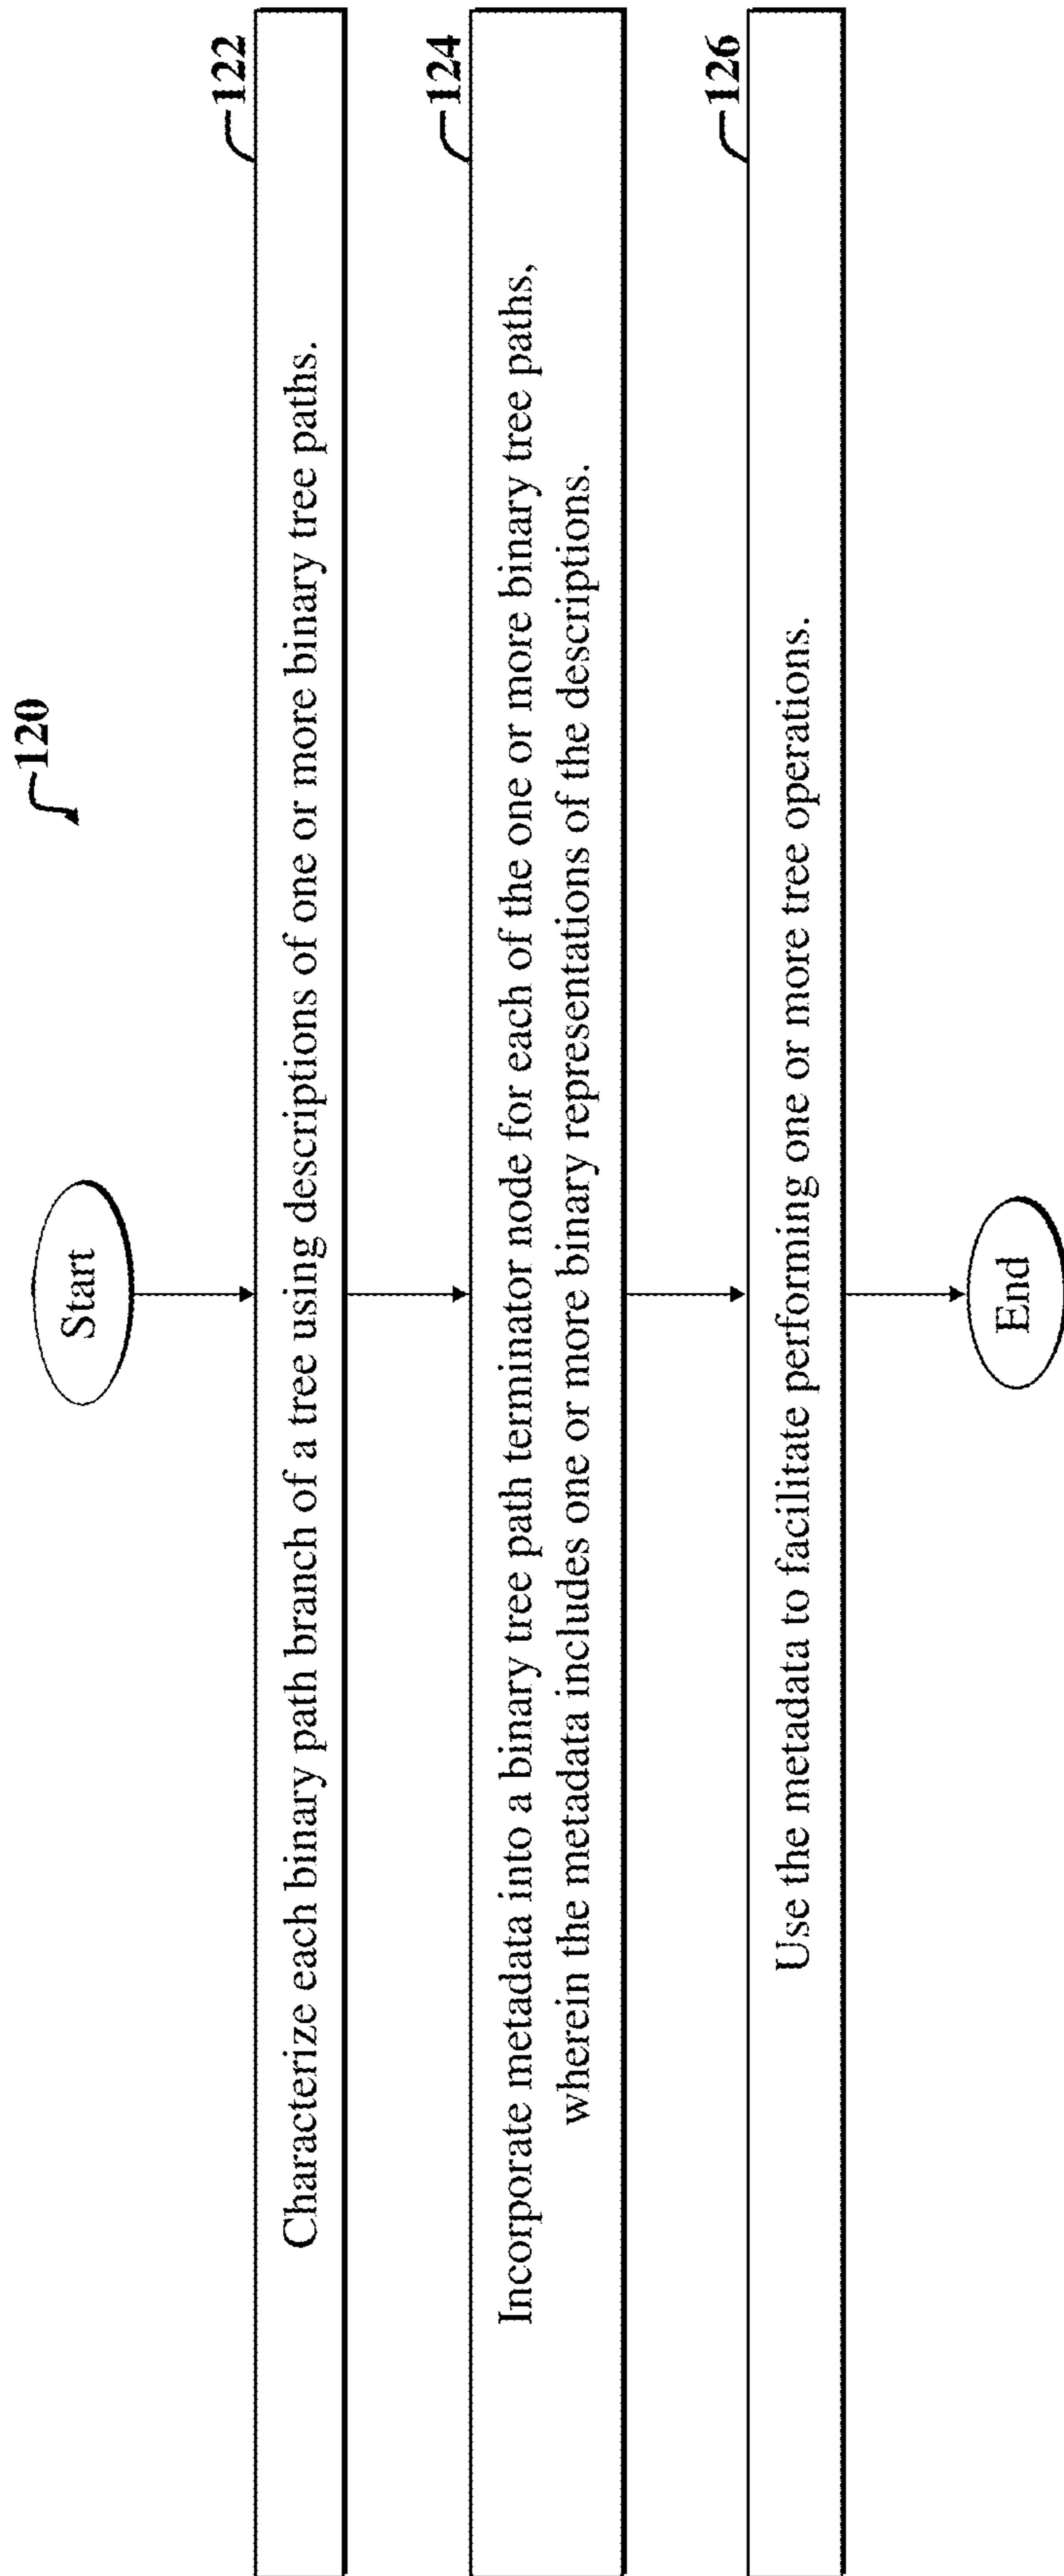 120
Start
122
Characterize each binary path branch of a tree using descriptions of one or more binary tree paths.
124
Incorporate metadata into a binary tree path terminator node for each of the one or more binary tree paths,
wherein the metadata includes one or more binary representations of the descriptions.
126
Use the metadata to facilitate performing one or more tree operations.
End